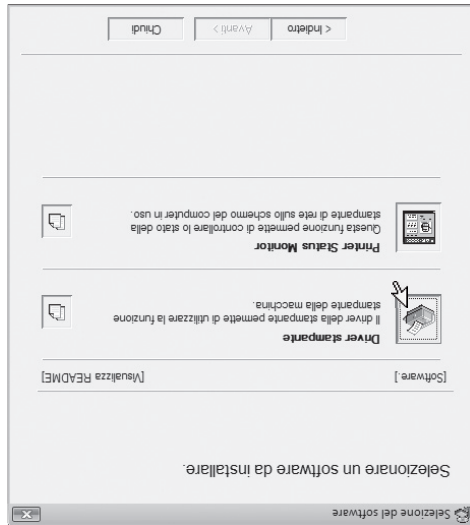 Selezione del software
Selezionare un software da installare.
[Software.] [Visualizza README]
Driver stampante
Il driver della stampante permette di utilizzare la funzione
stampante della macchina.
Printer Status Monitor
Questa funzione permette di controllare lo stato della
stampante di rete sullo schermo del computer in uso.
< Indietro Avanti > Chiudi